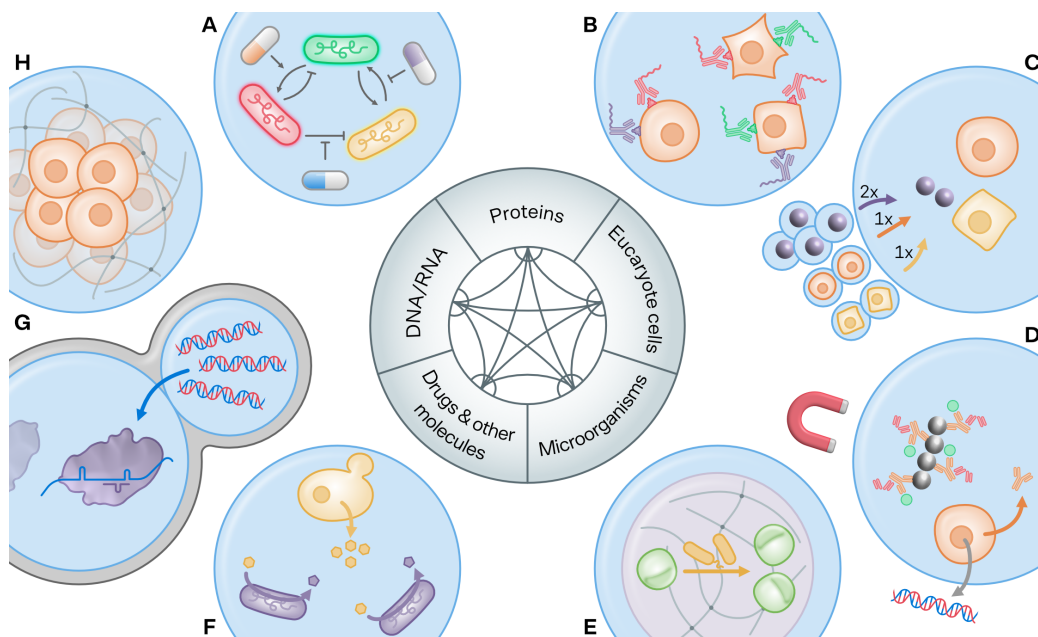 A
B
H
C
2x
1x
1x
Proteins
DNA/RNA
Eucaryote cells
Drugs & other
molecules
Microorganisms
G
D
F
E